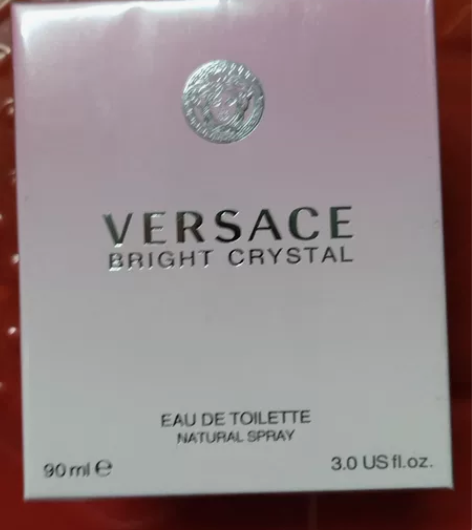 VERSACE
BRIGHT CRYSTAL
EAU DE TOILETTE
NATURAL SPRAY
90 ml ℮ 3.0 US fl.oz.